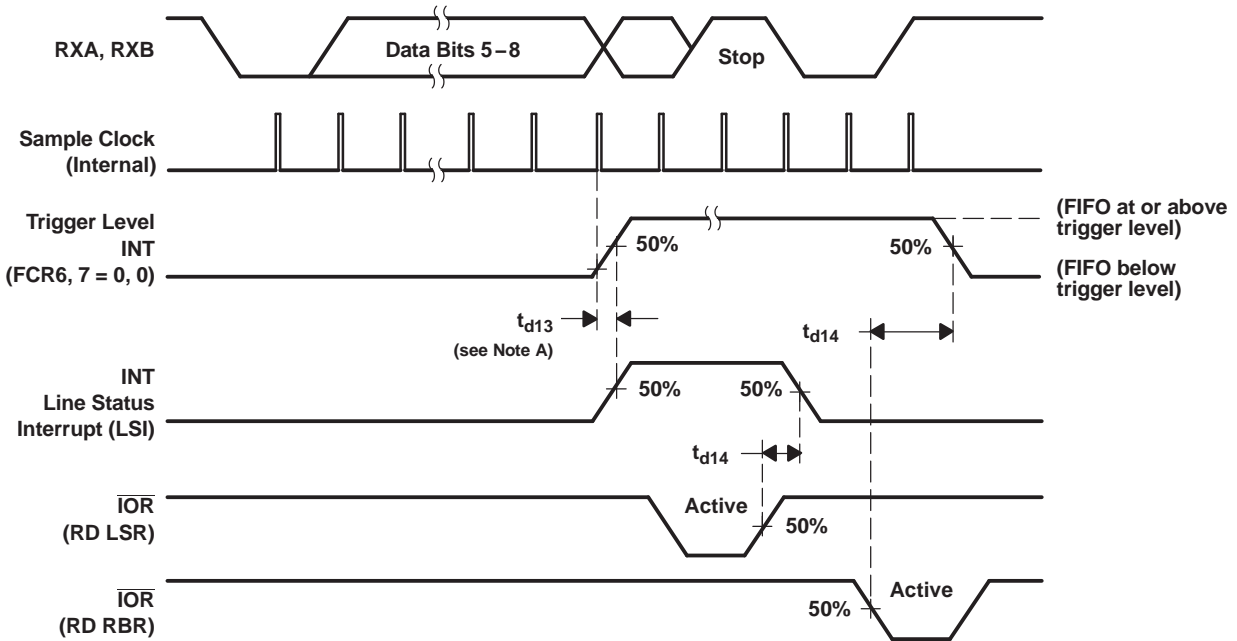 RXA, RXB
Data Bits 5–8
Stop
Sample Clock
(Internal)
Trigger Level
INT
(FCR6, 7 = 0, 0)
50%
50%
(FIFO at or above
trigger level)
(FIFO below
trigger level)
td13
(see Note A)
td14
INT
Line Status
Interrupt (LSI)
50%
50%
td14
IOR
(RD LSR)
Active
50%
IOR
(RD RBR)
50%
Active